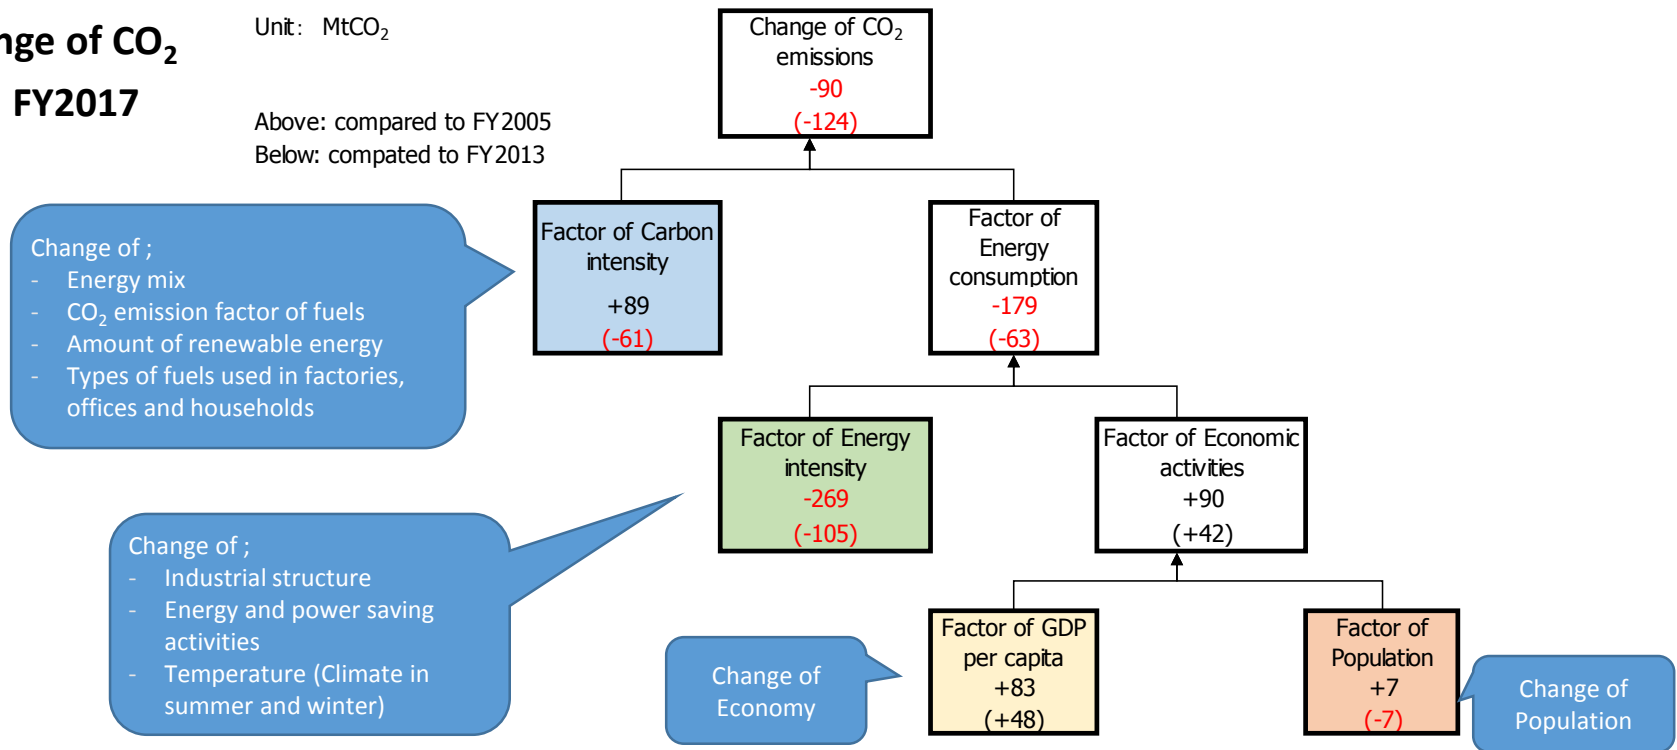 nge of CO₂
FY2017
Unit: MtCO₂
Above: compared to FY2005
Below: compated to FY2013
Change of CO₂
emissions
-90
(-124)
Factor of Carbon
intensity
+89
(-61)
Factor of
Energy
consumption
-179
(-63)
Change of ;
- Energy mix
- CO₂ emission factor of fuels
- Amount of renewable energy
- Types of fuels used in factories,
offices and households
Factor of Energy
intensity
-269
(-105)
Factor of Economic
activities
+90
(+42)
Change of ;
- Industrial structure
- Energy and power saving
activities
- Temperature (Climate in
summer and winter)
Change of
Economy
Factor of GDP
per capita
+83
(+48)
Factor of
Population
+7
(-7)
Change of
Population